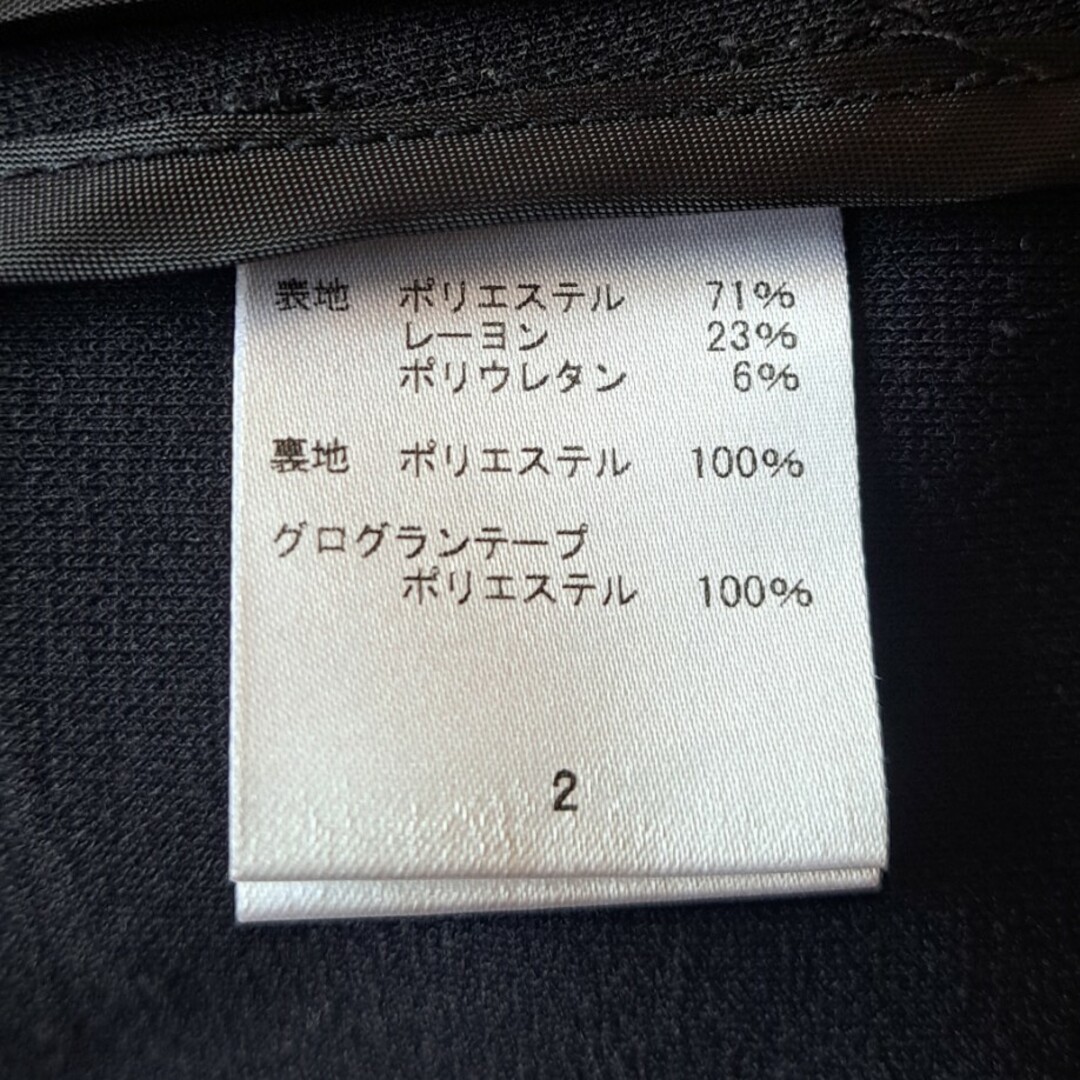 表地 ポリエステル 71%
レーヨン 23%
ポリウレタン 6%
裏地 ポリエステル 100%
グログランテープ
ポリエステル 100%
2